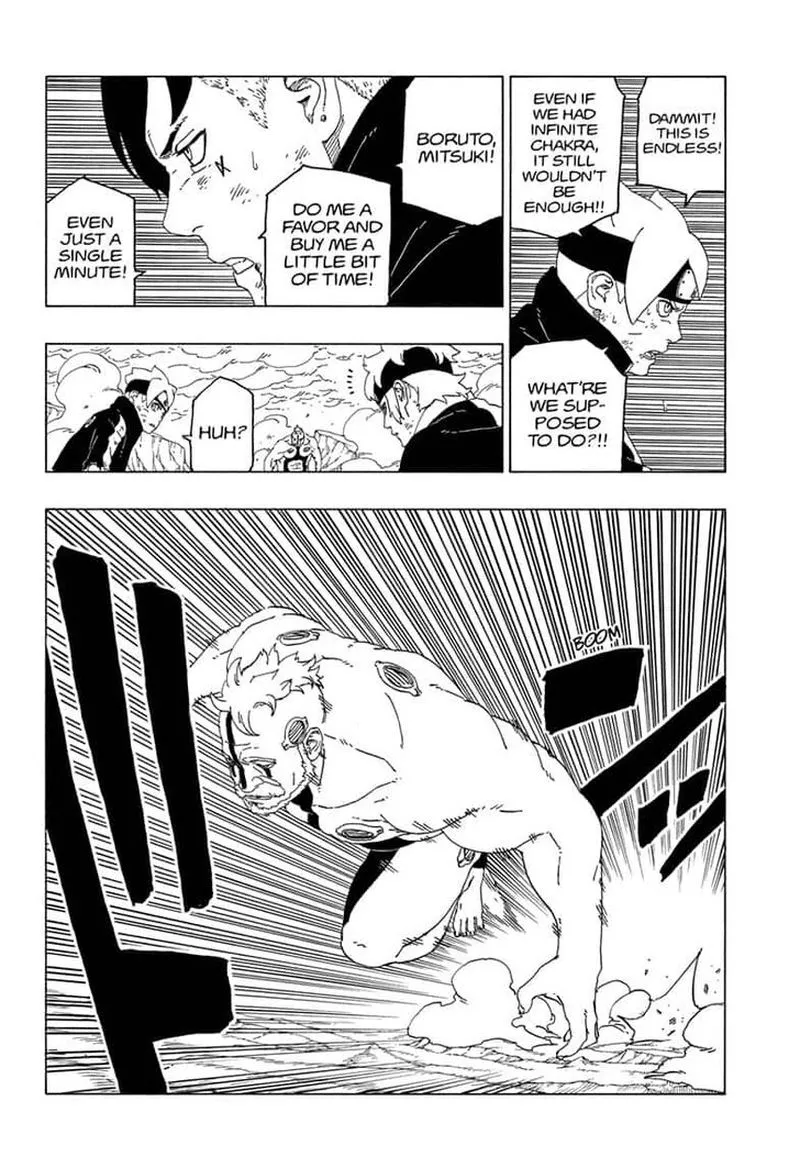 DAMMIT!
THIS IS
ENDLESS!
EVEN IF
WE HAD
INFINITE
CHAKRA,
IT STILL
WOULDN'T
BE
ENOUGH!!
WHAT'RE
WE SUP-
POSED
TO DO?!!
BORUTO,
MITSUKI!
DO ME A
FAVOR AND
BUY ME A
LITTLE BIT
OF TIME!
EVEN
JUST A
SINGLE
MINUTE!
HUH?
BOOM